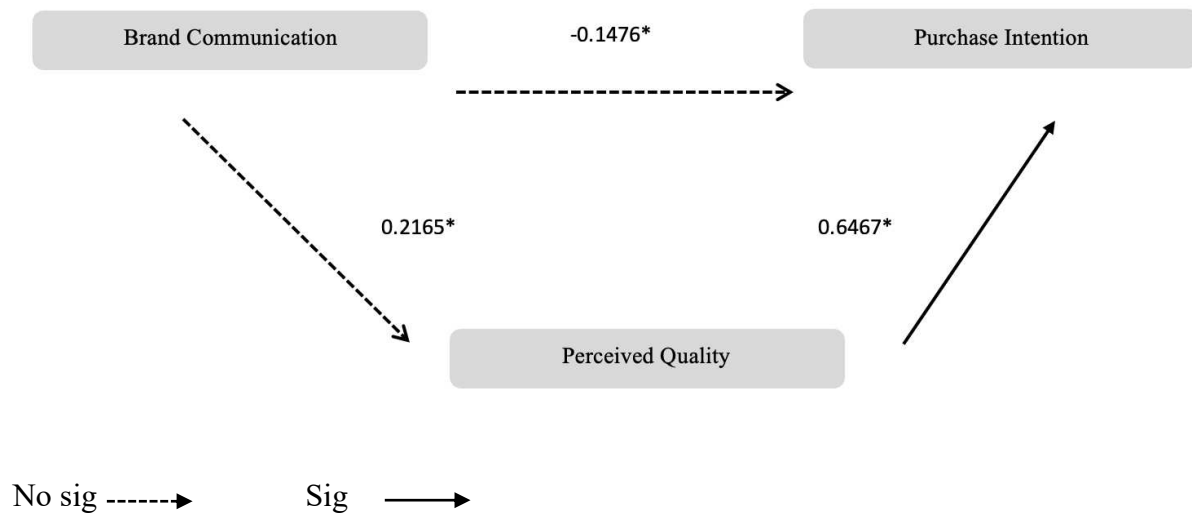 Brand Communication
-0.1476*
Purchase Intention
0.2165*
0.6467*
Perceived Quality
No sig
Sig